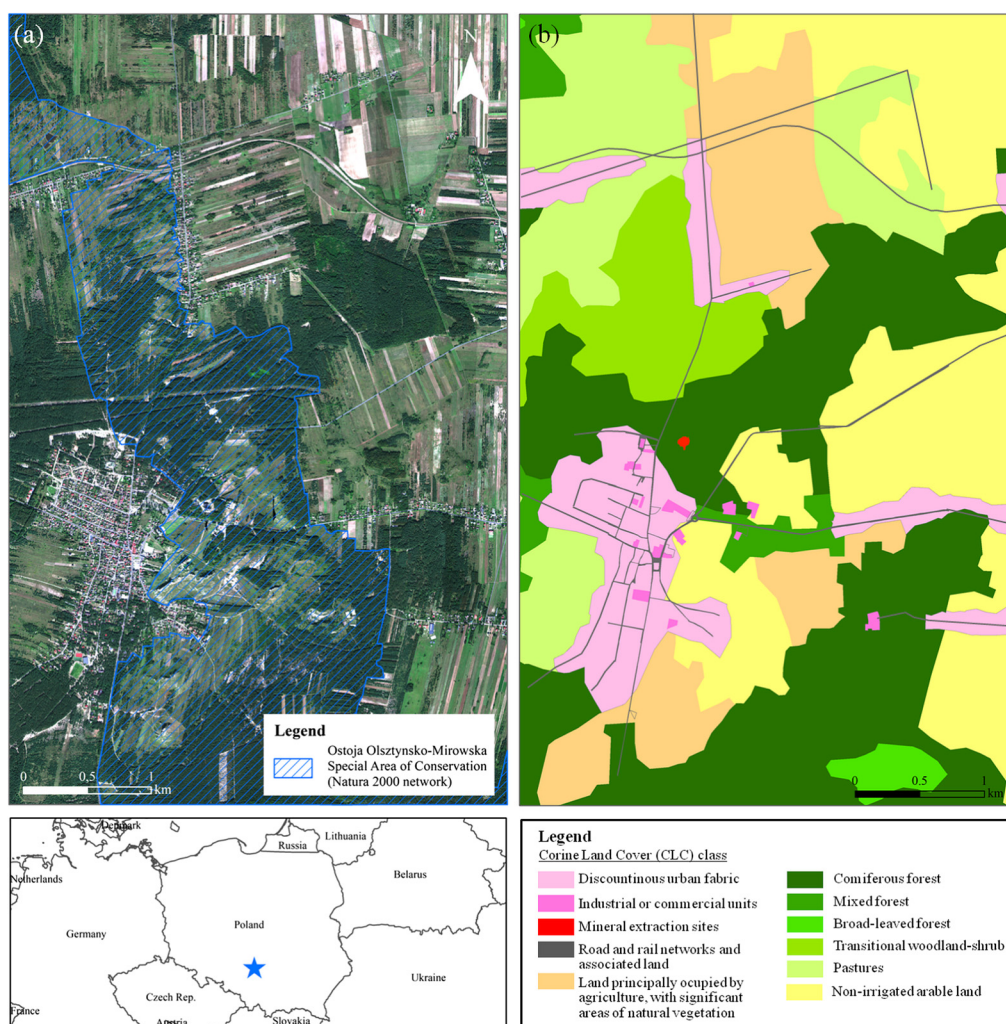 (a)
N
Legend
Ostoja Olsztynsko-Mirowska
Special Area of Conservation
(Natura 2000 network)
0 0,5 1
km
(b)
0 0,5 1
km
Denmark
Lithuania
Russia
Netherlands
Belarus
Poland
Germany
Ukraine
Czech Rep.
France
Austria
Slovakia
Legend
Corine Land Cover (CLC) class
Discountinous urban fabric
Industrial or commercial units
Mineral extraction sites
Road and rail networks and
associated land
Land principally ocupied by
agriculture, with significant
areas of natural vegetation
Comiferous forest
Mixed forest
Broad-leaved forest
Transitional woodland-shrub
Pastures
Non-irrigated arable land